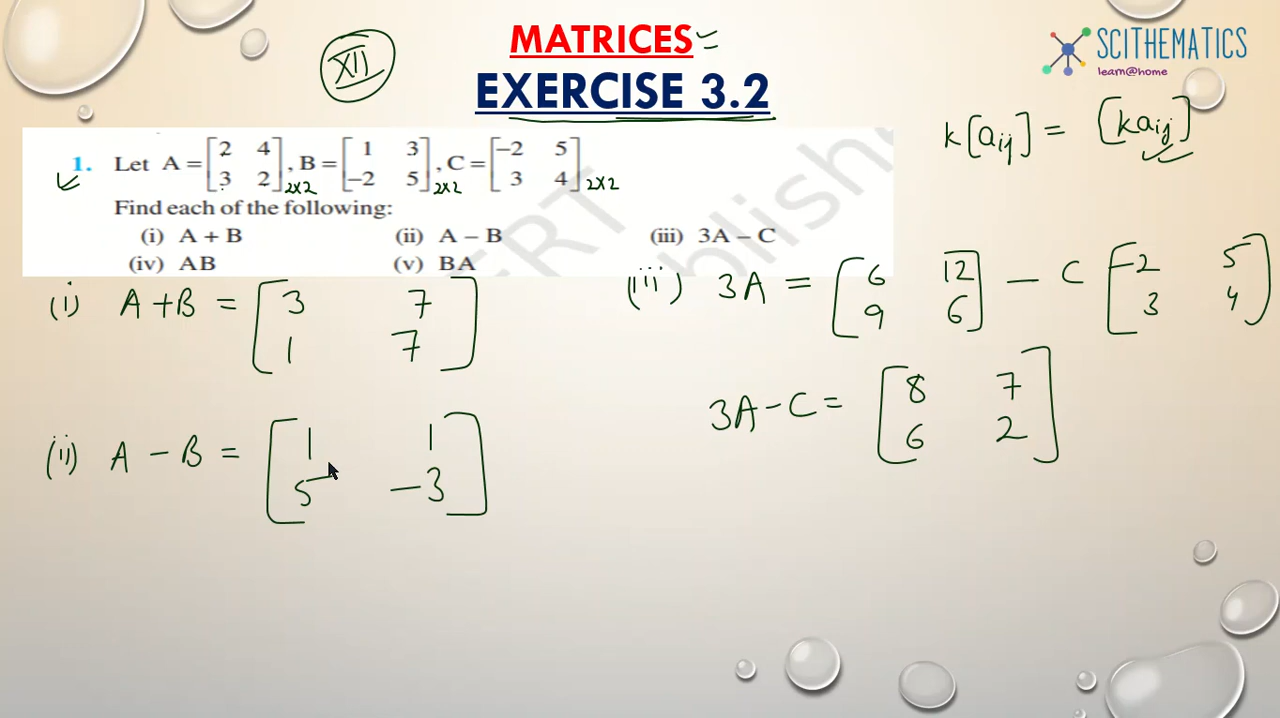 MATRICES
XII
EXERCISE 3.2
SCITHEMATICS
learn@home
k[aij] = [kaij]
1. Let A = [2 4
3 2] 2x2, B = [1 3
−2 5] 2x2, C = [−2 5
3 4] 2x2
Find each of the following:
(i) A + B (ii) A − B (iii) 3A − C
(iv) AB (v) BA
(i) A + B = [3 7
1 7]
(ii) A − B = [1 1
5 −3]
(iii) 3A = [6 12
9 6] − C [−2 5
3 4]
3A − C = [8 7
6 2]